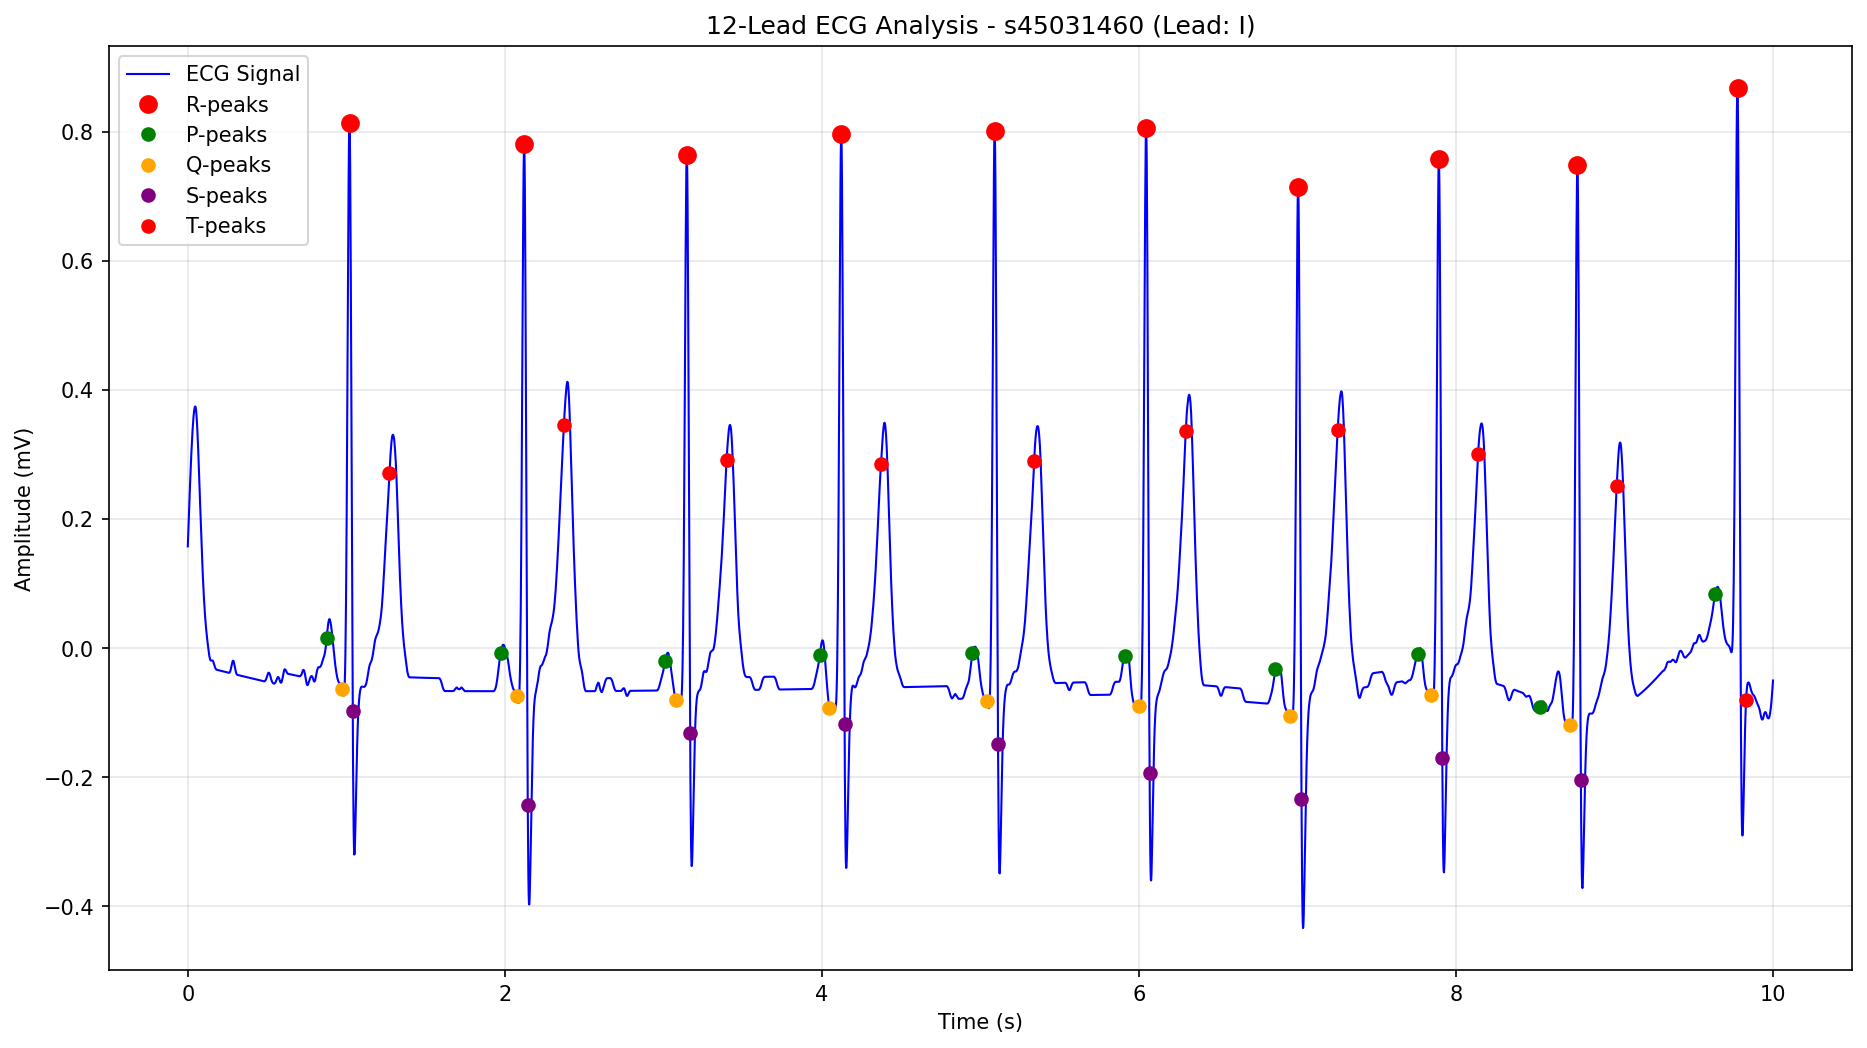 12-Lead ECG Analysis - s45031460 (Lead: I)
ECG Signal
R-peaks
P-peaks
Q-peaks
S-peaks
T-peaks
Amplitude (mV)
0.8
0.6
0.4
0.2
0.0
−0.2
−0.4
0 2 4 6 8 10
Time (s)